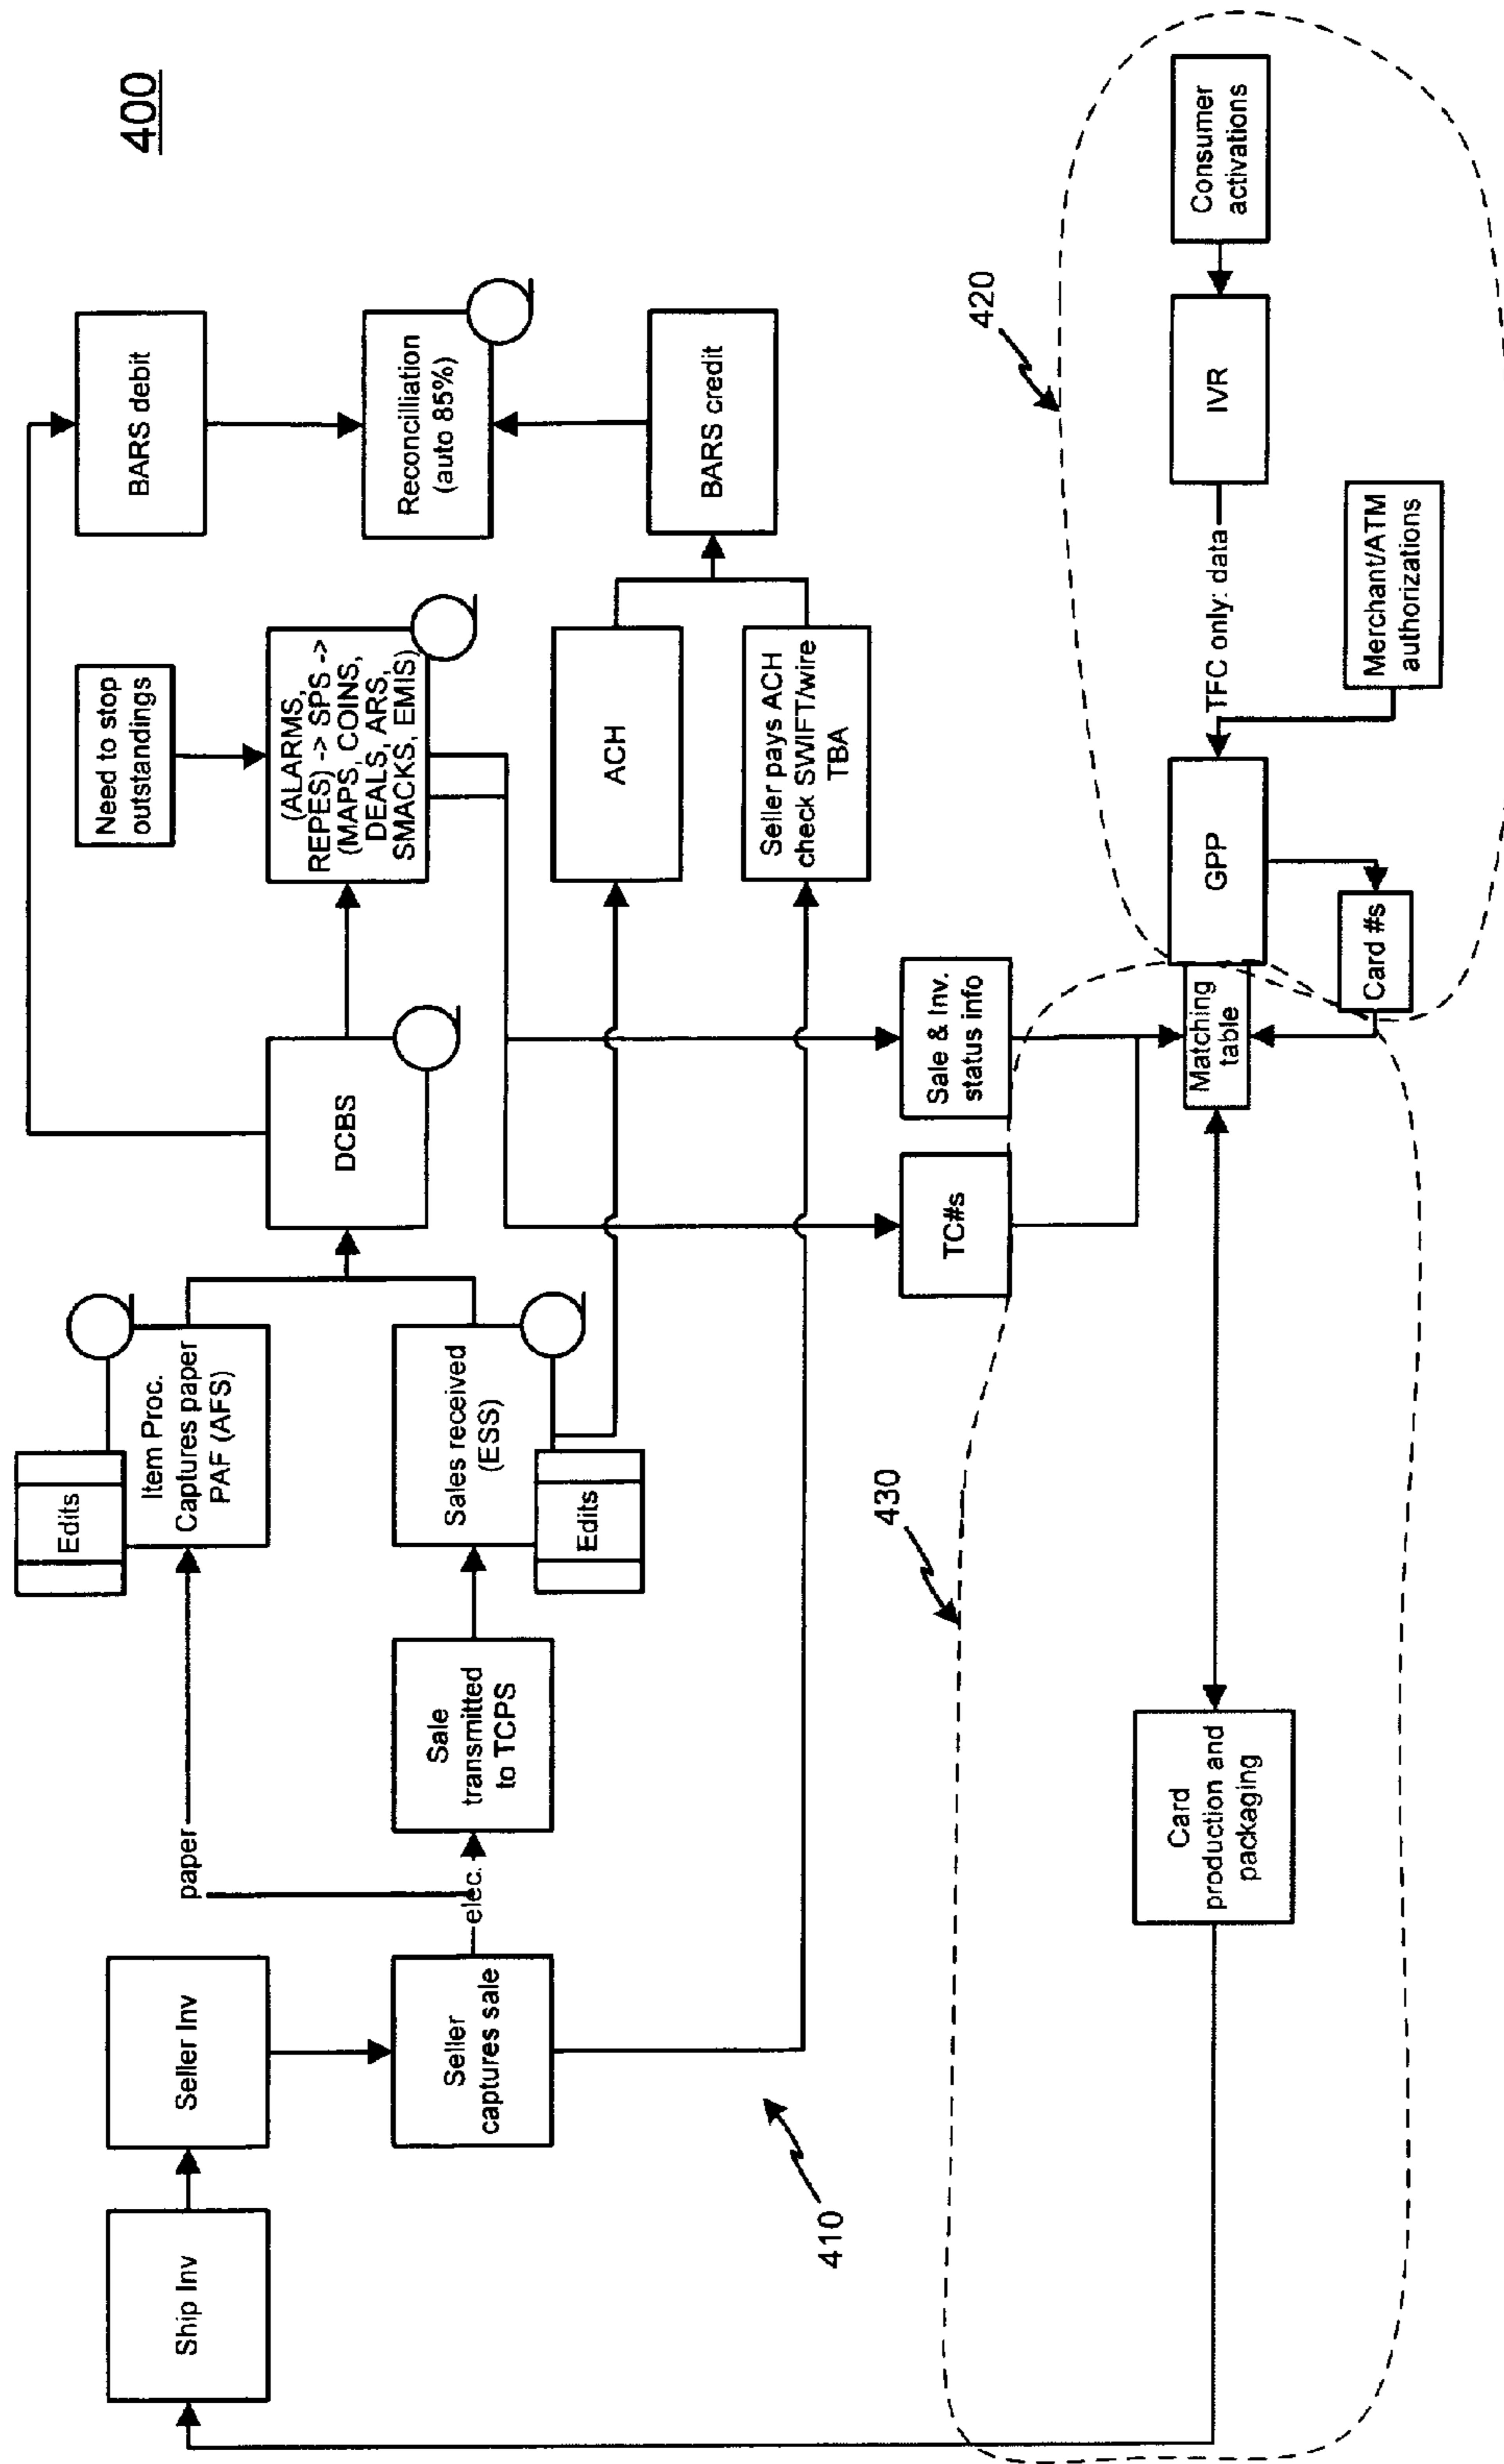 400
Ship Inv
Seller Inv
Seller
captures sale
paper
elec.
Sale
transmitted
to TCPS
Edits
Item Proc.
Captures paper
PAF (AFS)
Sales received
(ESS)
Edits
DCBS
Need to stop
outstandings
(ALARMS,
REPES) -> SPS ->
(MAPS, COINS,
DEALS, ARS,
SMACKS, EMIS)
ACH
Seller pays ACH
check SWIFT/wire
TBA
BARS debit
Reconcilliation
(auto 85%)
BARS credit
410
TC#s
Sale & Inv.
status info
430
Card
production and
packaging
Matching
table
GPP
Card #s
420
TFC only: data
IVR
Consumer
activations
Merchant/ATM
authorizations